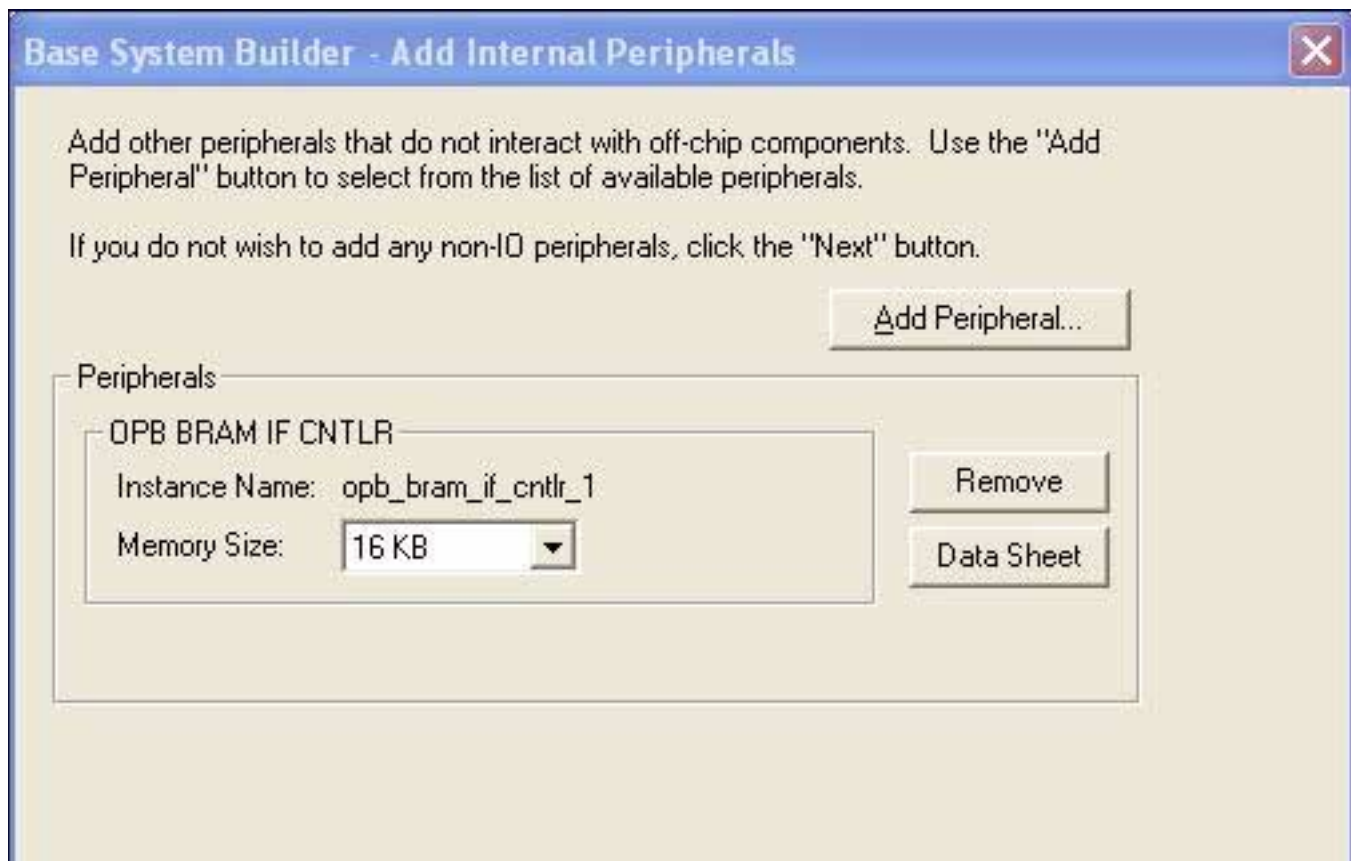 Base System Builder - Add Internal Peripherals
Add other peripherals that do not interact with off-chip components. Use the "Add
Peripheral" button to select from the list of available peripherals.
If you do not wish to add any non-IO peripherals, click the "Next" button.
Add Peripheral...
Peripherals
OPB BRAM IF CNTLR
Instance Name: opb_bram_if_cntlr_1
Memory Size: 16 KB
Remove
Data Sheet